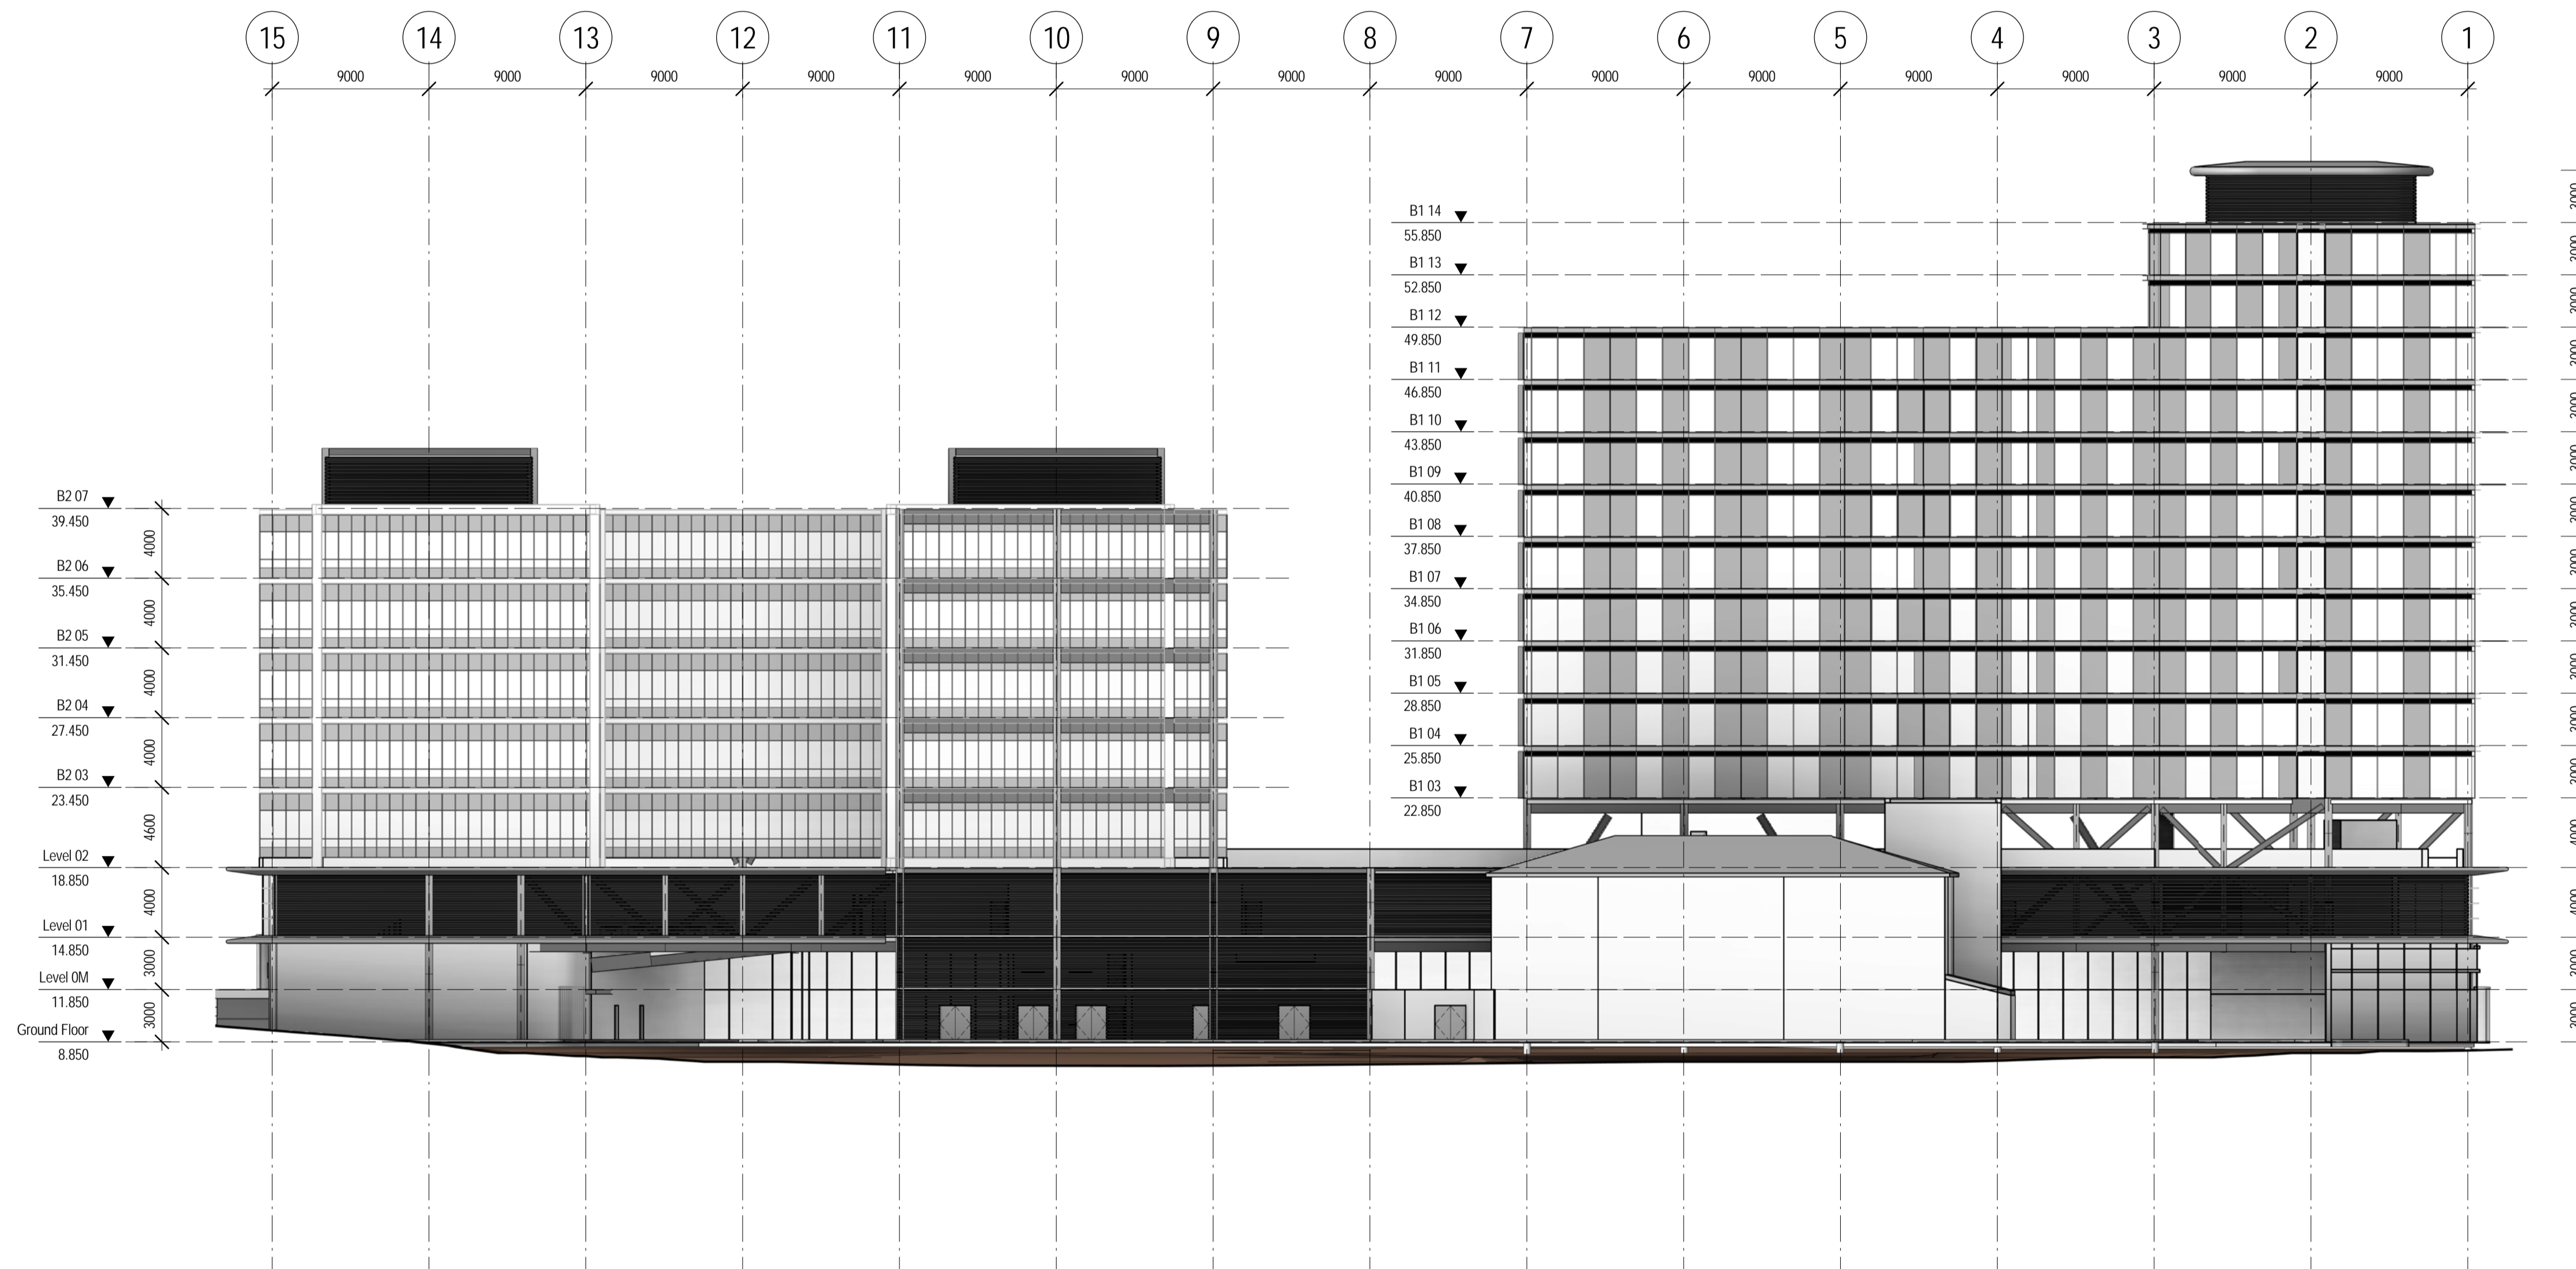 15 14 13 12 11 10 9 8 7 6 5 4 3 2 1
9000 9000 9000 9000 9000 9000 9000 9000 9000 9000 9000 9000 9000 9000
B1 14
55.850
B1 13
52.850
B1 12
49.850
B1 11
46.850
B1 10
43.850
B1 09
40.850
B1 08
37.850
B1 07
34.850
B1 06
31.850
B1 05
28.850
B1 04
25.850
B1 03
22.850
B2 07
39.450
4000
B2 06
35.450
4000
B2 05
31.450
4000
B2 04
27.450
4000
B2 03
23.450
4600
Level 02
18.850
4000
Level 01
14.850
3000
Level 0M
11.850
3000
Ground Floor
8.850